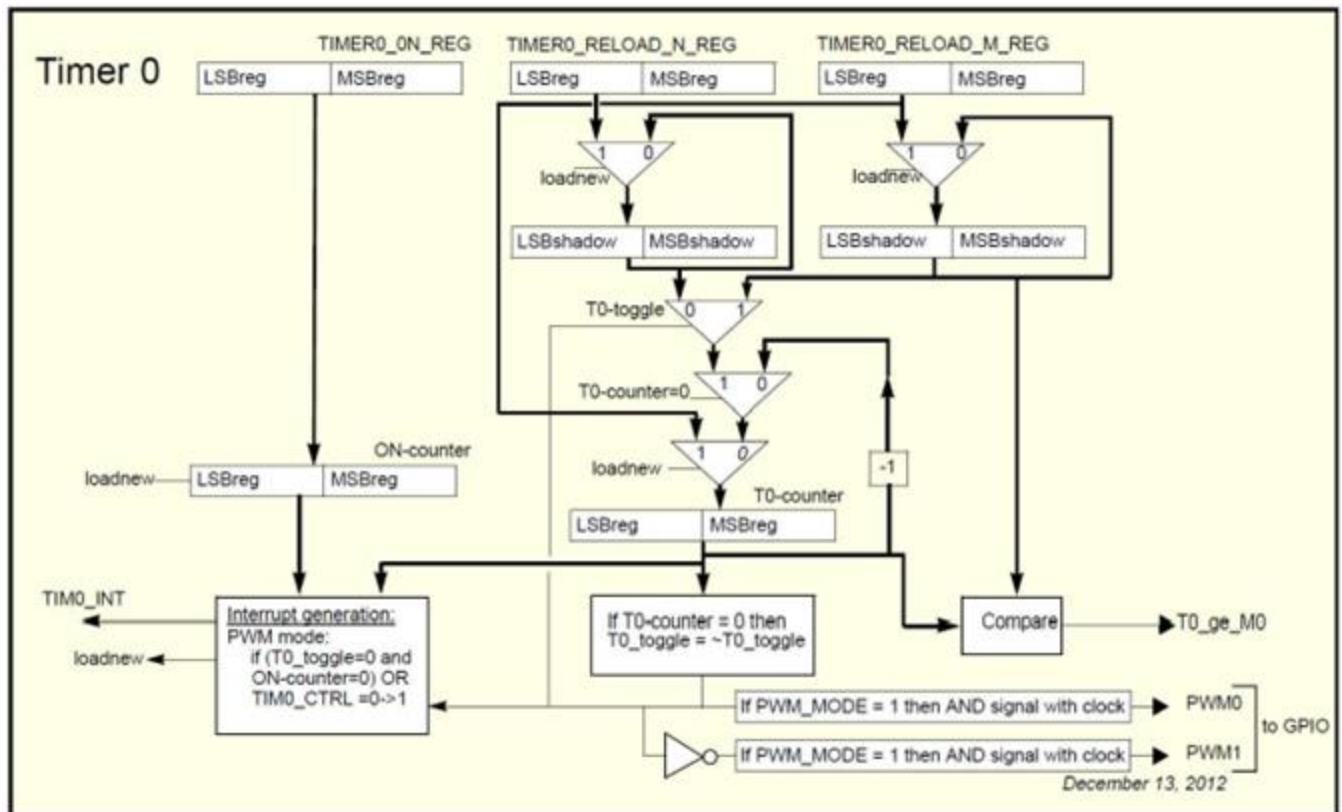 Timer 0
TIMER0_0N_REG
LSBreg MSBreg
TIMER0_RELOAD_N_REG
LSBreg MSBreg
TIMER0_RELOAD_M_REG
LSBreg MSBreg
1 0
loadnew
1 0
loadnew
LSBshadow MSBshadow
LSBshadow MSBshadow
T0-toggle
0 1
T0-counter=0
1 0
loadnew
1 0
-1
ON-counter
loadnew
LSBreg MSBreg
T0-counter
LSBreg MSBreg
TIM0_INT
loadnew
Interrupt generation:
PWM mode:
if (T0_toggle=0 and
ON-counter=0) OR
TIM0_CTRL =0->1
If T0-counter = 0 then
T0_toggle = ~T0_toggle
Compare
T0_ge_M0
If PWM_MODE = 1 then AND signal with clock
PWM0
If PWM_MODE = 1 then AND signal with clock
PWM1
to GPIO
December 13, 2012